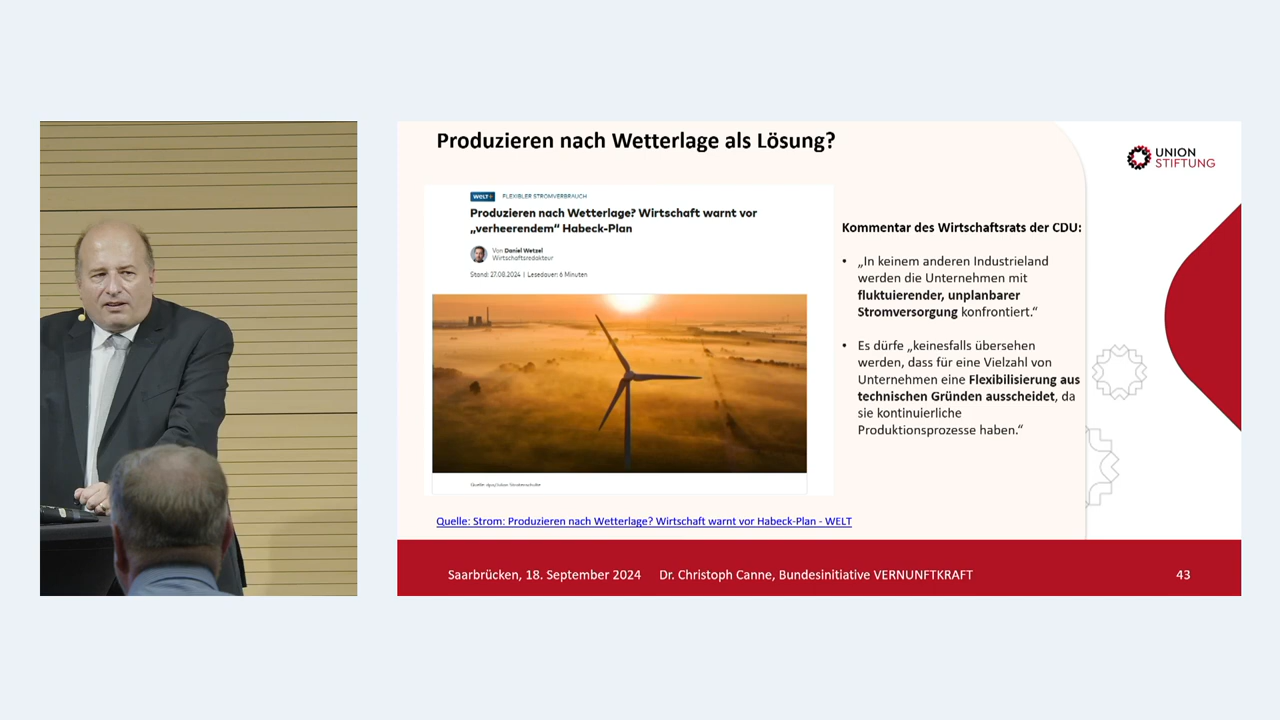 Produzieren nach Wetterlage als Lösung?
UNION
STIFTUNG
WELT+ FLEXIBLER STROMVERBRAUCH
Produzieren nach Wetterlage? Wirtschaft warnt vor
„verheerendem“ Habeck-Plan
Von Daniel Wetzel
Wirtschaftsredakteur
Stand: 27.08.2024 | Lesedauer: 6 Minuten
Kommentar des Wirtschaftsrats der CDU:
• „In keinem anderen Industrieland
werden die Unternehmen mit
fluktuierender, unplanbarer
Stromversorgung konfrontiert.“
• Es dürfe „keinesfalls übersehen
werden, dass für eine Vielzahl von
Unternehmen eine Flexibilisierung aus
technischen Gründen ausscheidet, da
sie kontinuierliche
Produktionsprozesse haben.“
Quelle: Strom: Produzieren nach Wetterlage? Wirtschaft warnt vor Habeck-Plan - WELT
Saarbrücken, 18. September 2024 Dr. Christoph Canne, Bundesinitiative VERNUNFTKRAFT 43